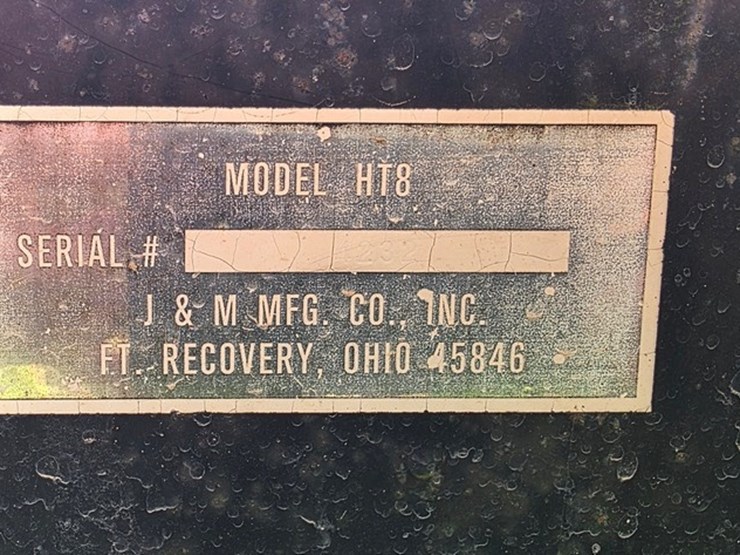 MODEL HT8
SERIAL #
J & M MFG. CO., INC.
FT. RECOVERY, OHIO 45846